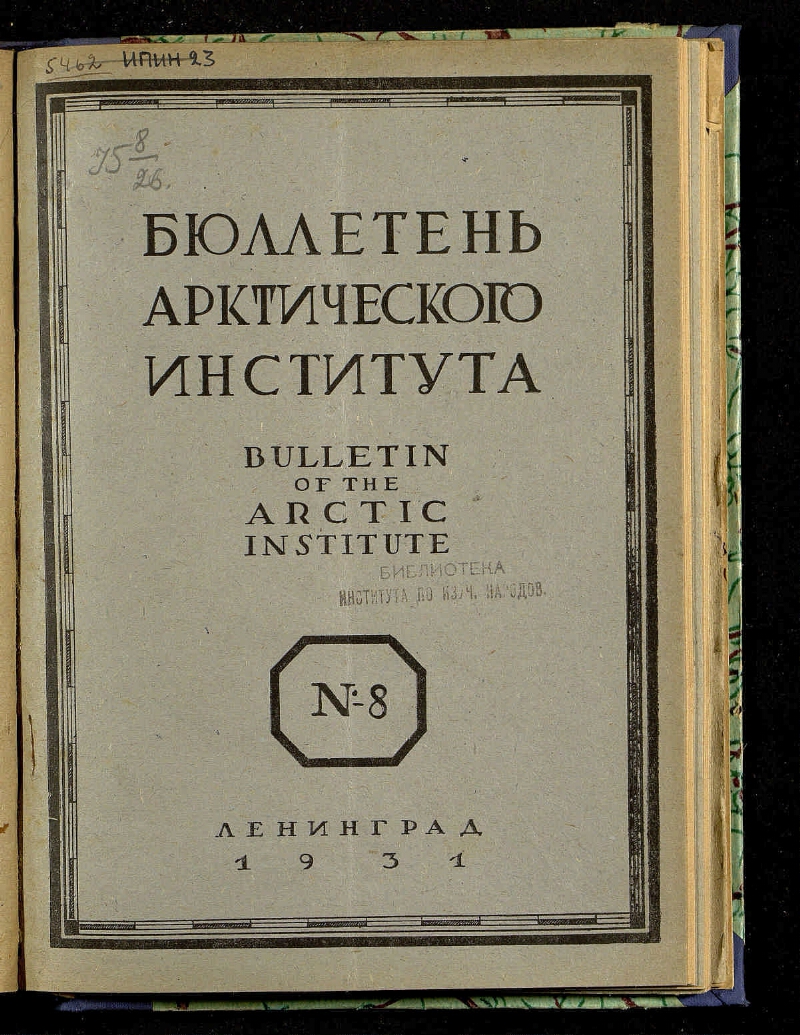 5462 ИПИН 23
75 8/26.
БЮЛЛЕТЕНЬ
АРКТИЧЕСКОГО
ИНСТИТУТА
BULLETIN
OF THE
ARCTIC
INSTITUTE
БИБЛИОТЕКА
ИНСТИТУТА ПО ИЗУЧ. НАРОДОВ.
№ 8
ЛЕНИНГРАД
1931